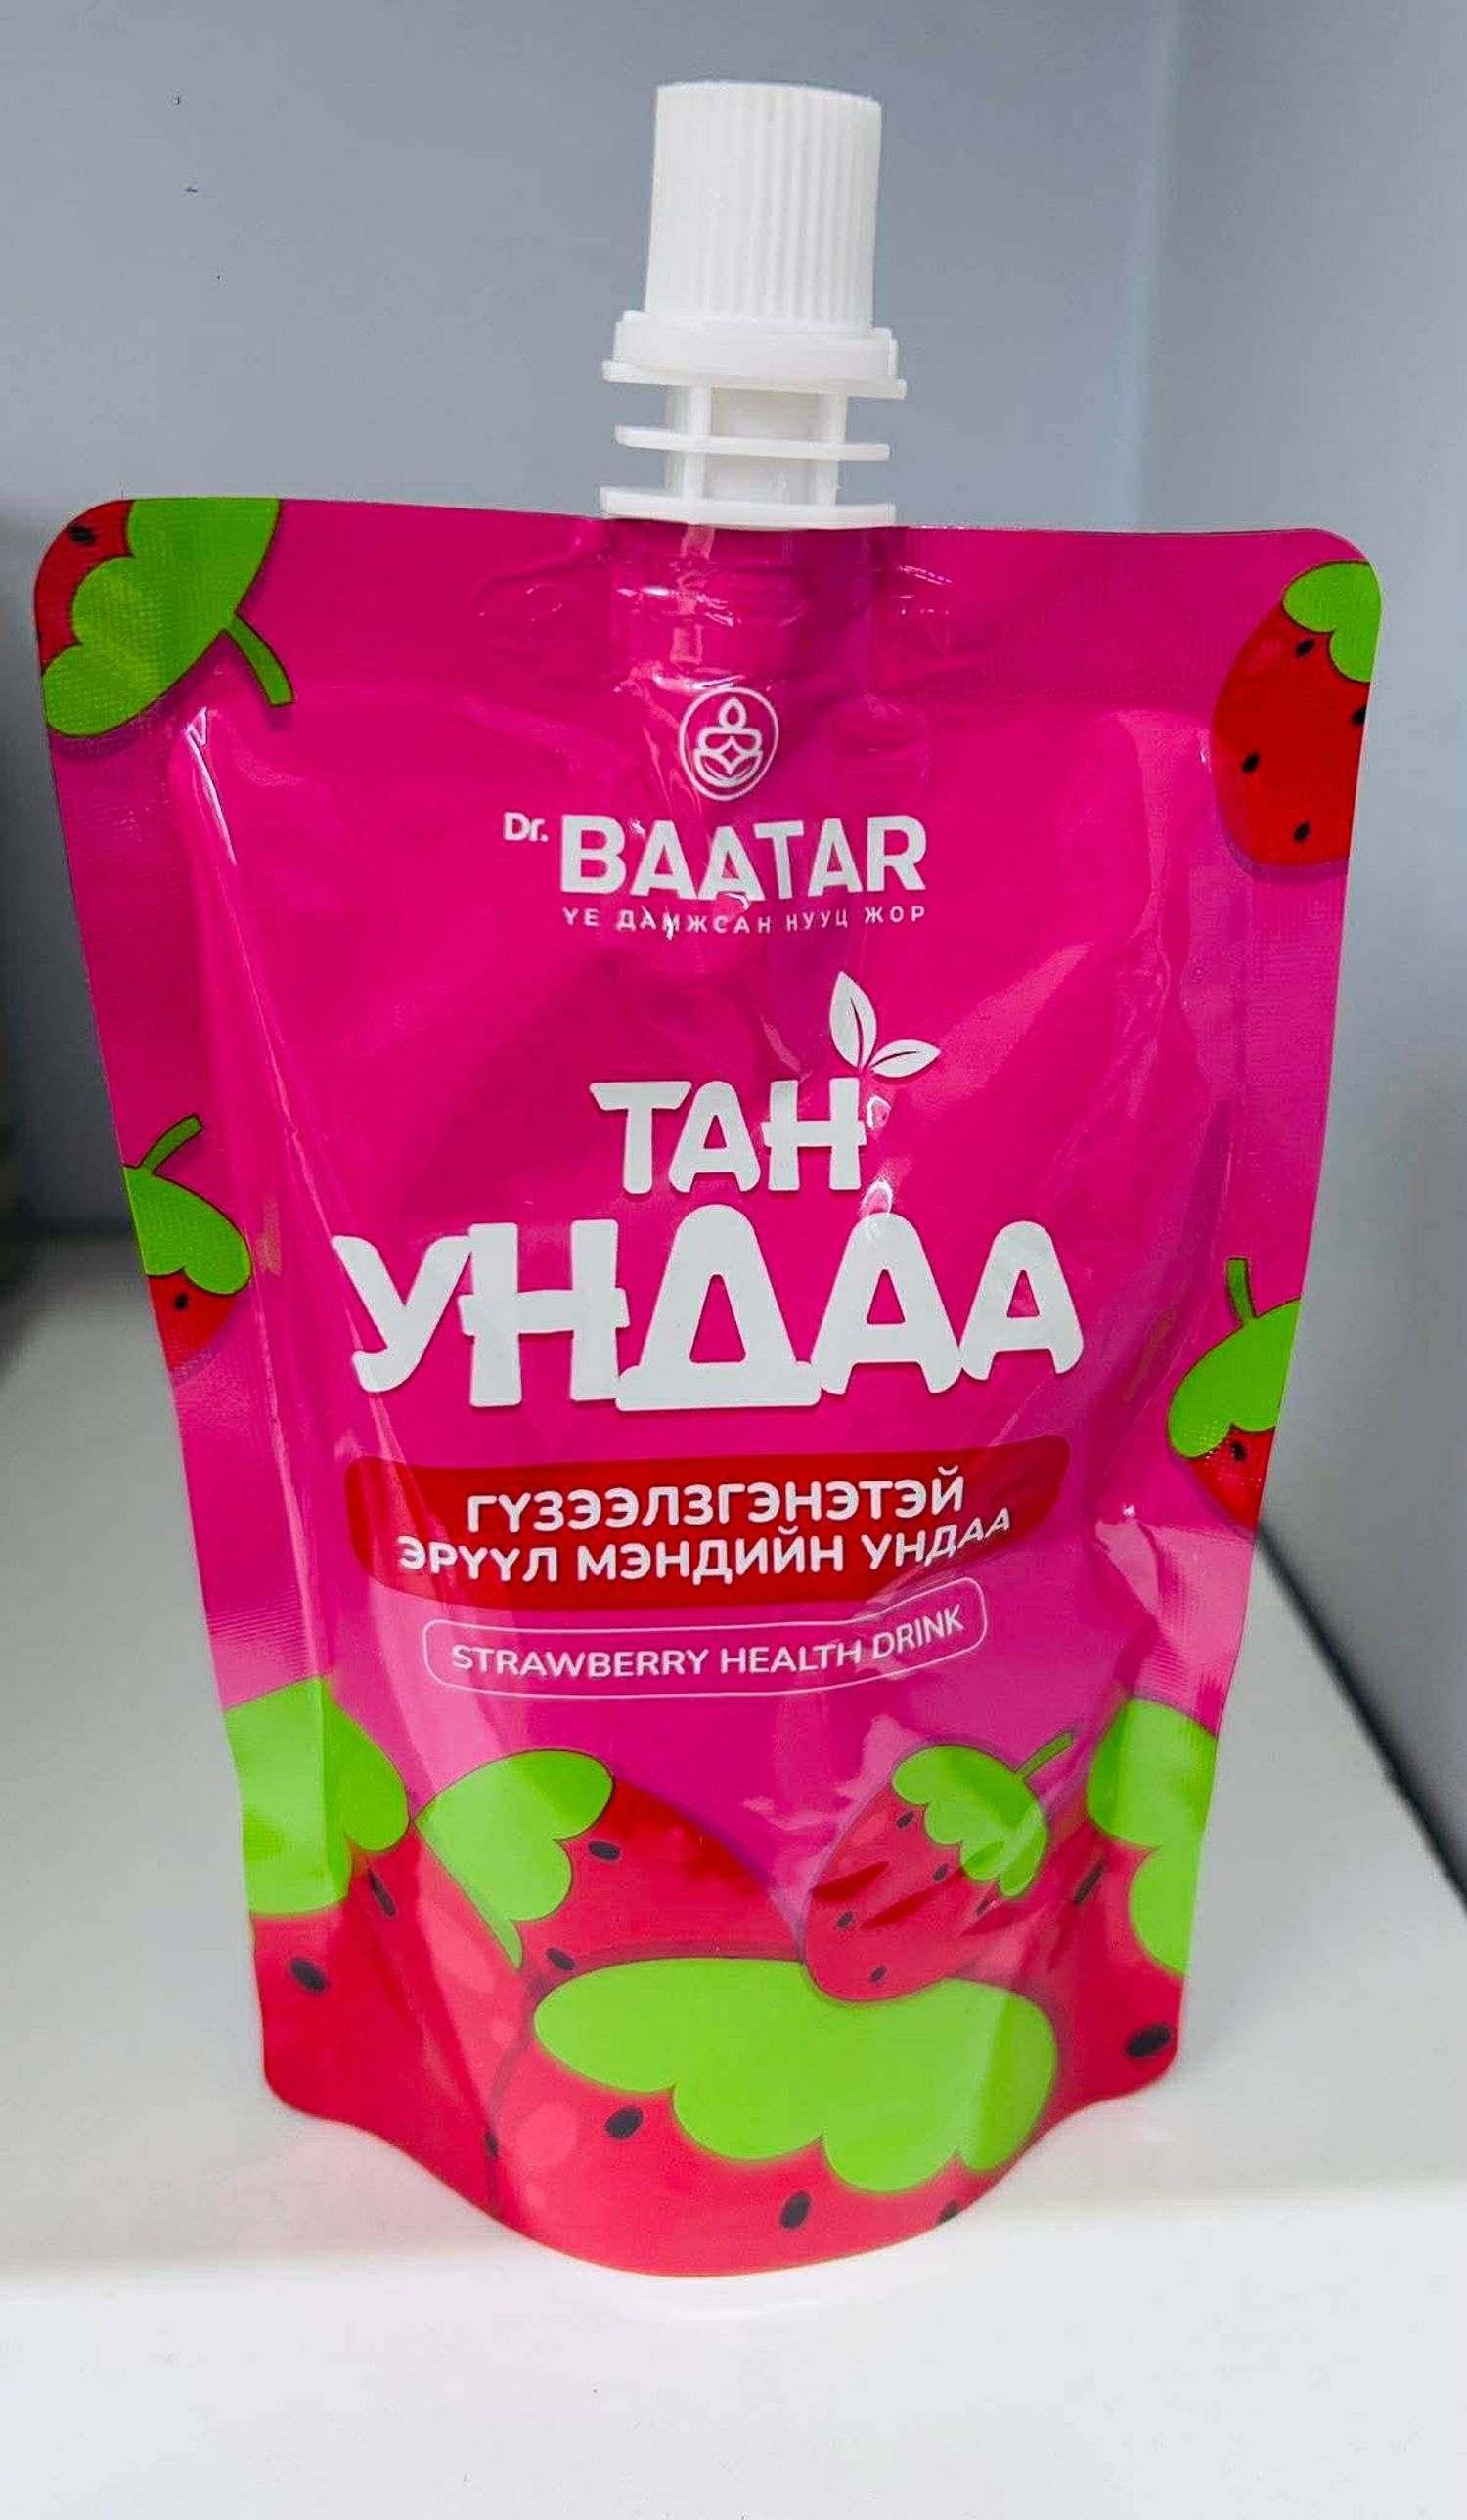 Dr. BAATAR
ҮЕ ДАМЖСАН НУУЦ ЖОР
ТАН
УНДАА
ГҮЗЭЭЛЗГЭНЭТЭЙ
ЭРҮҮЛ МЭНДИЙН УНДАА
STRAWBERRY HEALTH DRINK